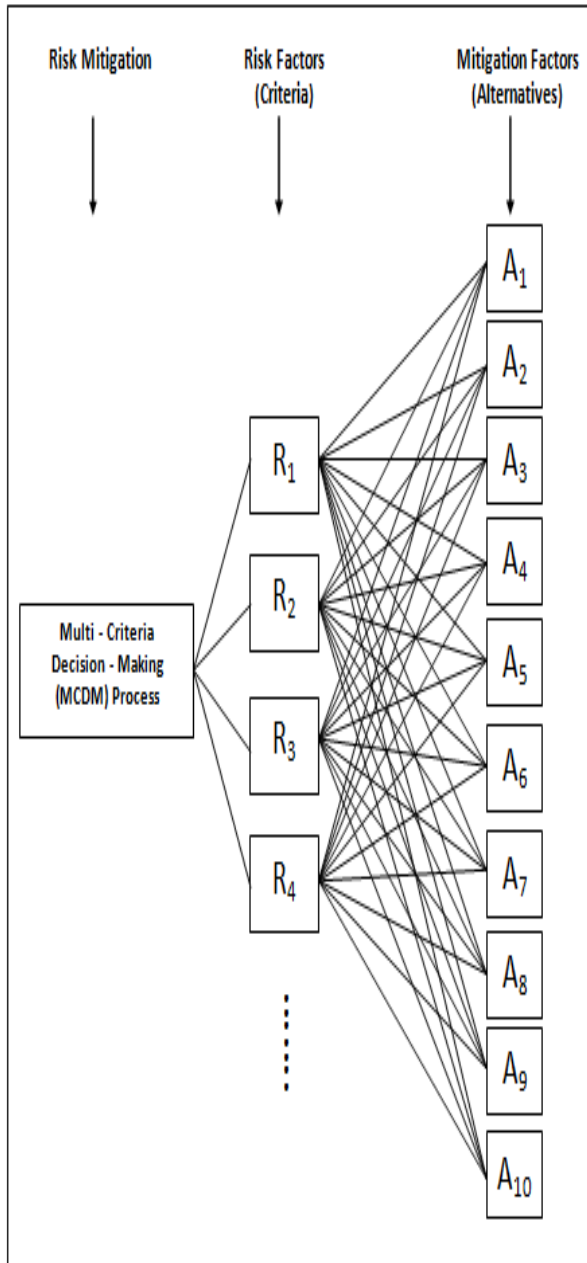 Risk Mitigation
Risk Factors
(Criteria)
Mitigation Factors
(Alternatives)
Multi - Criteria
Decision - Making
(MCDM) Process
R1
R2
R3
R4
......
A1
A2
A3
A4
A5
A6
A7
A8
A9
A10